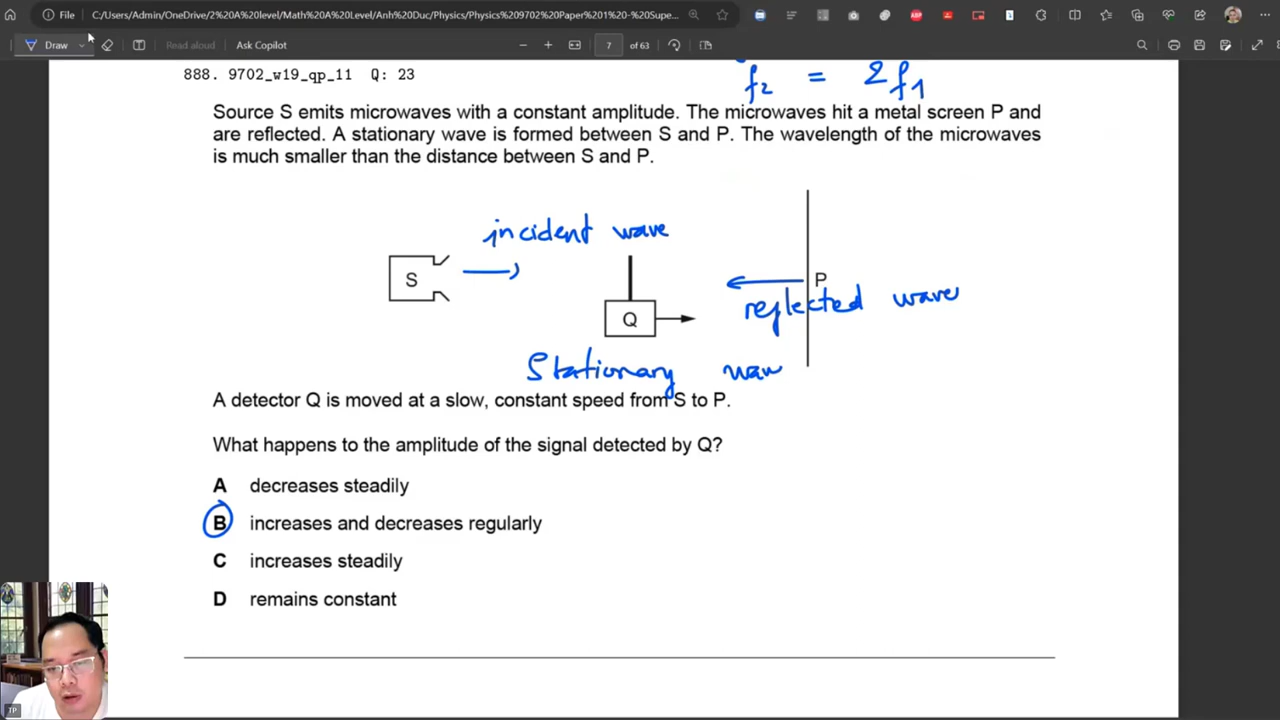 File
C:/Users/Admin/OneDrive/2%20A%20level/Math%20A%20Level/Anh%20Duc/Physics/Physics%209702%20Paper%201%20-%20Supe...
Draw
Read aloud
Ask Copilot
7 of 63
888. 9702_w19_qp_11 Q: 23
f2 = 2f1
Source S emits microwaves with a constant amplitude. The microwaves hit a metal screen P and
are reflected. A stationary wave is formed between S and P. The wavelength of the microwaves
is much smaller than the distance between S and P.
incident wave
S
P
reflected wave
Q
Stationary wav
A detector Q is moved at a slow, constant speed from S to P.
What happens to the amplitude of the signal detected by Q?
A decreases steadily
B increases and decreases regularly
C increases steadily
D remains constant
TP